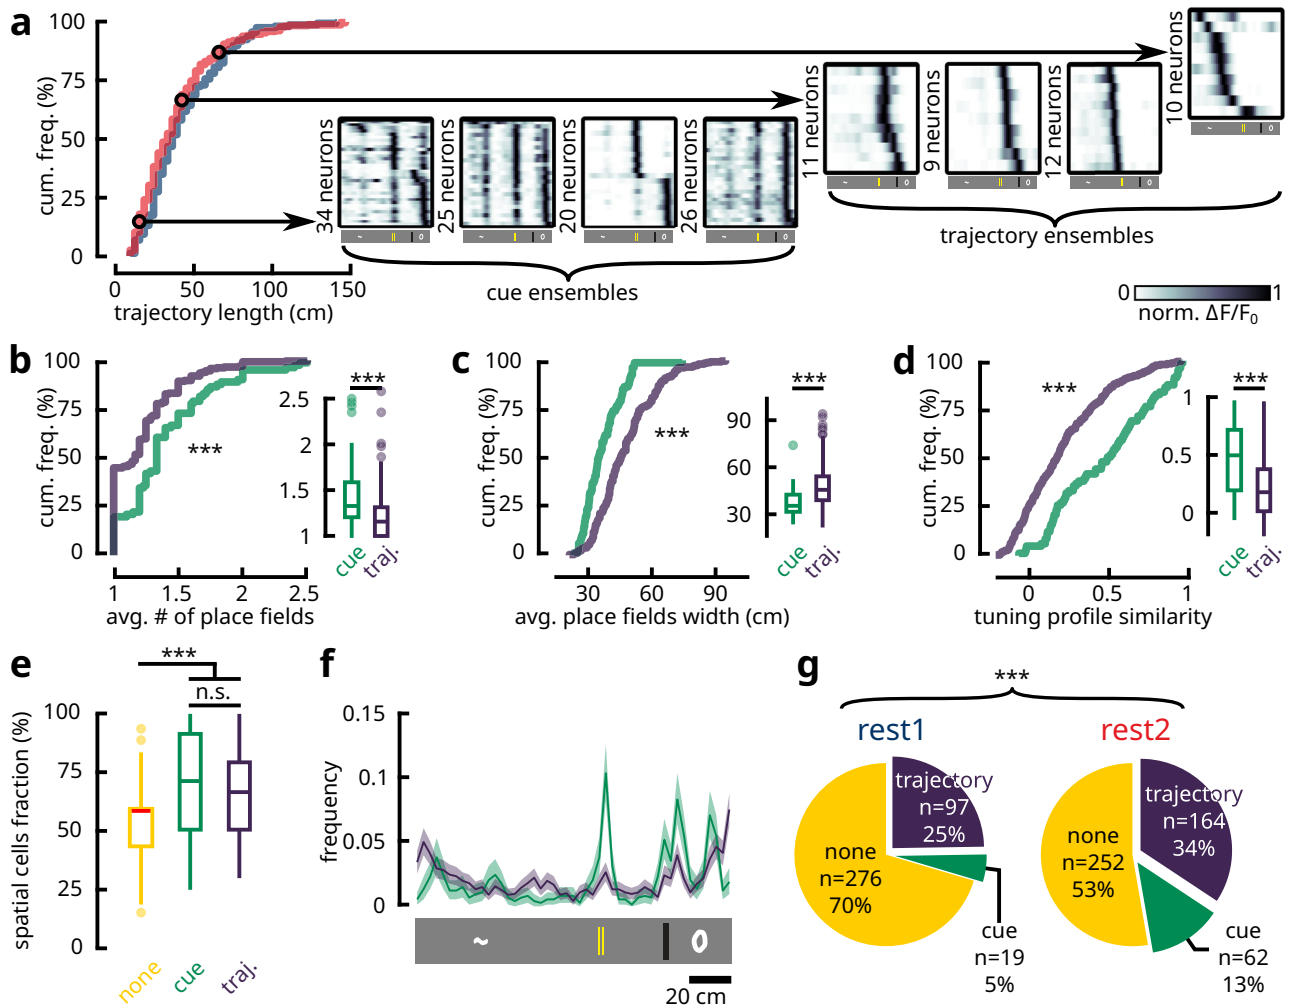 a
100
75
50
25
0
cum. freq. (%)
0 50 100 150
trajectory length (cm)
34 neurons
25 neurons
20 neurons
26 neurons
cue ensembles
11 neurons
9 neurons
12 neurons
10 neurons
trajectory ensembles
0 1
norm. ΔF/F0
b
100
75
50
25
0
cum. freq. (%)
1 1.5 2 2.5
avg. # of place fields
***
***
2.5
2
1.5
1
cue traj.
c
100
75
50
25
0
cum. freq. (%)
30 60 90
avg. place fields width (cm)
***
***
90
60
30
cue traj.
d
100
75
50
25
0
cum. freq. (%)
0 0.5 1
tuning profile similarity
***
***
1
0.5
0
cue traj.
e
***
n.s.
100
75
50
25
0
spatial cells fraction (%)
none cue traj.
f
0.15
0.1
0.05
0
frequency
~ 0
20 cm
g
***
rest1
trajectory
n=97
25%
none
n=276
70%
cue
n=19
5%
rest2
trajectory
n=164
34%
none
n=252
53%
cue
n=62
13%